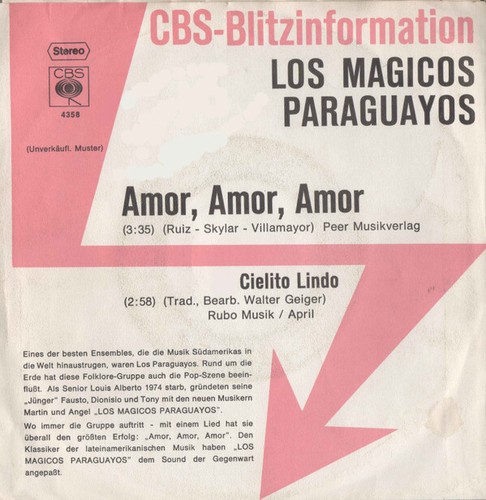 CBS-Blitzinformation
Stereo
CBS
4358
LOS MAGICOS
PARAGUAYOS
(Unverkäufl. Muster)
Amor, Amor, Amor
(3:35) (Ruiz - Skylar - Villamayor) Peer Musikverlag
Cielito Lindo
(2:58) (Trad., Bearb. Walter Geiger)
Rubo Musik / April
Eines der besten Ensembles, die die Musik Südamerikas in
die Welt hinaustrugen, waren Los Paraguayos. Rund um die
Erde hat diese Folklore-Gruppe auch die Pop-Szene beein-
flußt. Als Senior Louis Alberto 1974 starb, gründeten seine
„Jünger" Fausto, Dionisio und Tony mit den neuen Musikern
Martin und Angel „LOS MAGICOS PARAGUAYOS".
Wo immer die Gruppe auftritt - mit einem Lied hat sie
überall den größten Erfolg: „Amor, Amor, Amor". Den
Klassiker der lateinamerikanischen Musik haben „LOS
MAGICOS PARAGUAYOS" dem Sound der Gegenwart
angepaßt.